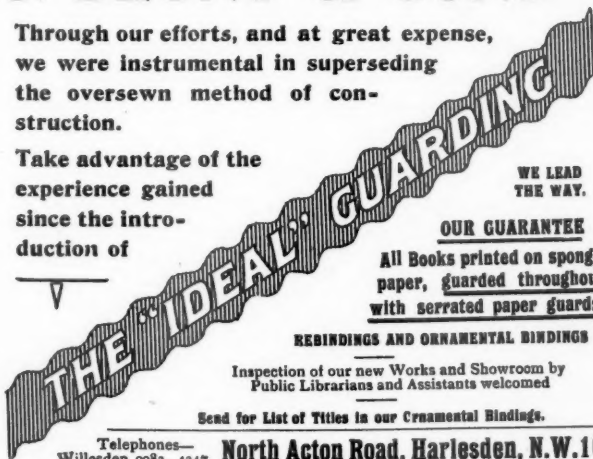 Through our efforts, and at great expense,
we were instrumental in superseding
the oversewn method of con-
struction.
Take advantage of the
experience gained
since the intro-
duction of
THE "IDEAL" GUARDING
WE LEAD
THE WAY.
OUR GUARANTEE
All Books printed on spong
paper, guarded throughou
with serrated paper guard
REBINDINGS AND ORNAMENTAL BINDINGS
Inspection of our new Works and Showroom by
Public Librarians and Assistants welcomed
Send for List of Titles in our Ornamental Bindings.
Telephones—
North Acton Road, Harlesden, N.W.1